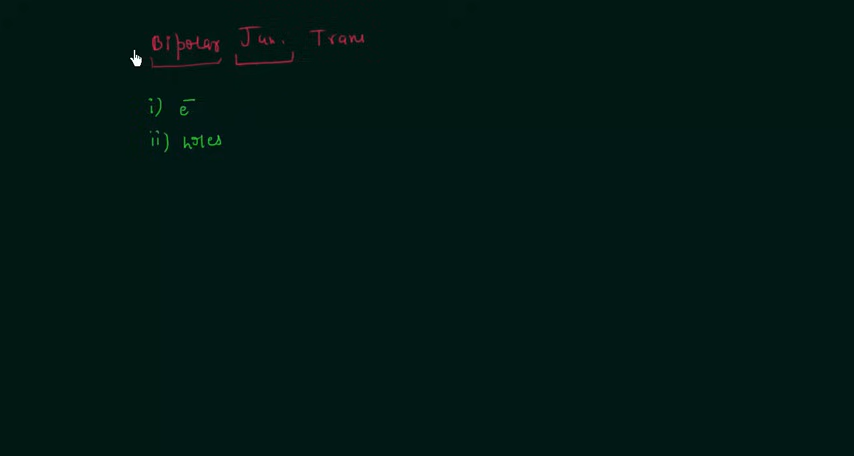 Bipolar Jun. Trans
i) e⁻
ii) holes